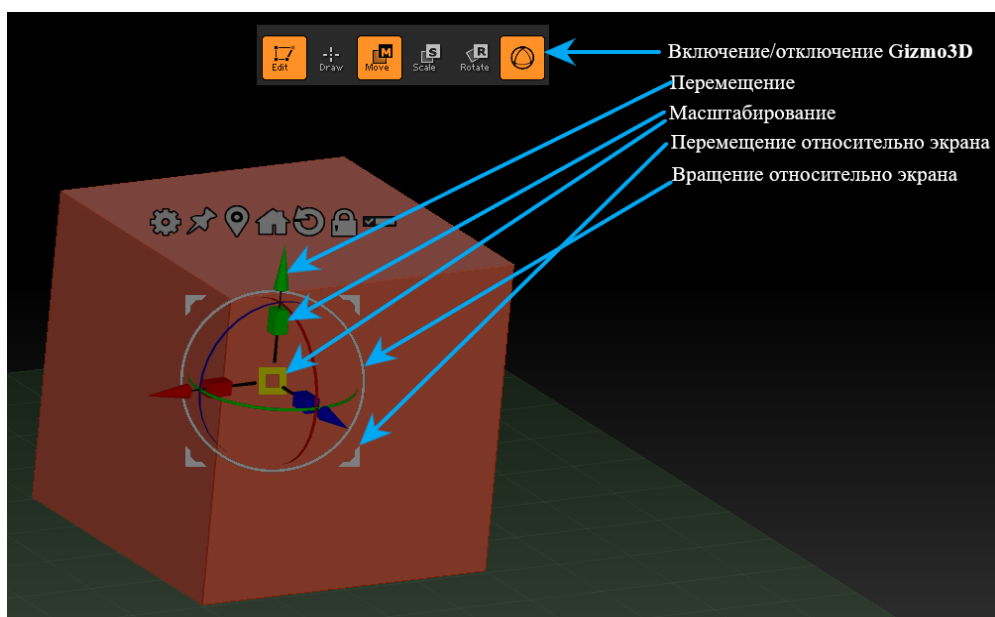 Edit Draw Move Scale Rotate
M S R
Включение/отключение Gizmo3D
Перемещение
Масштабирование
Перемещение относительно экрана
Вращение относительно экрана